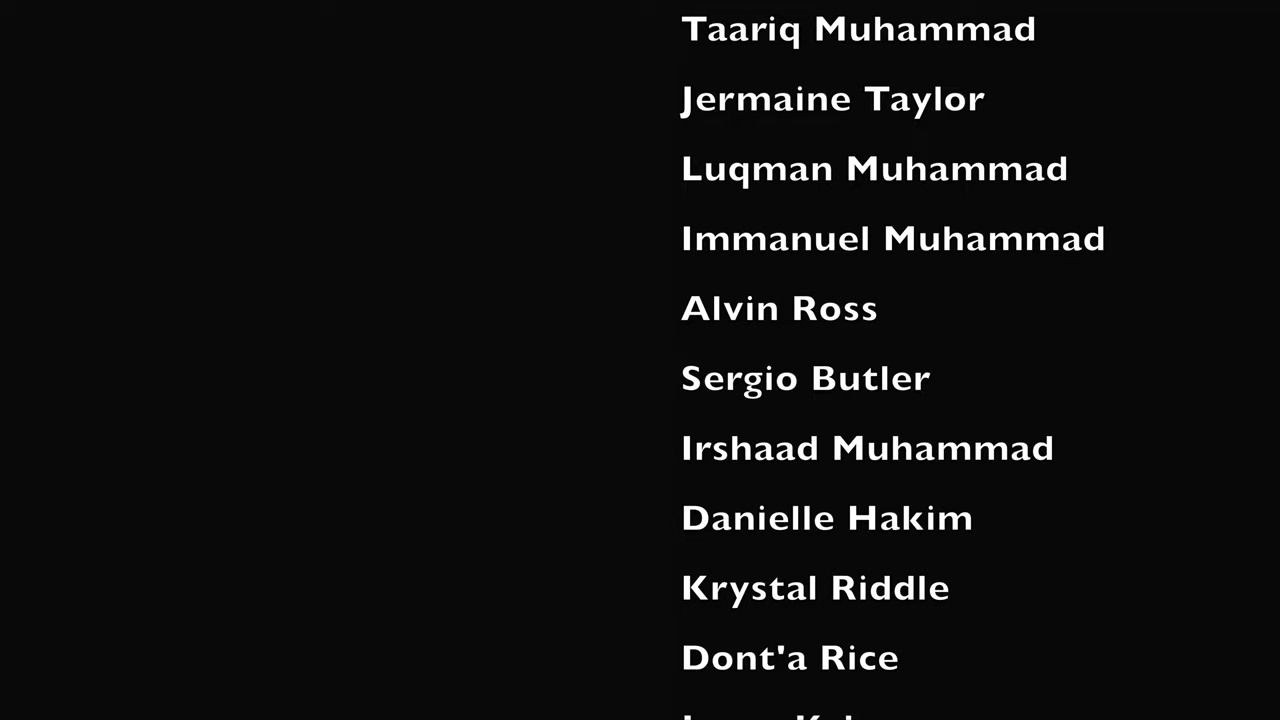 Taariq Muhammad
Jermaine Taylor
Luqman Muhammad
Immanuel Muhammad
Alvin Ross
Sergio Butler
Irshaad Muhammad
Danielle Hakim
Krystal Riddle
Dont'a Rice